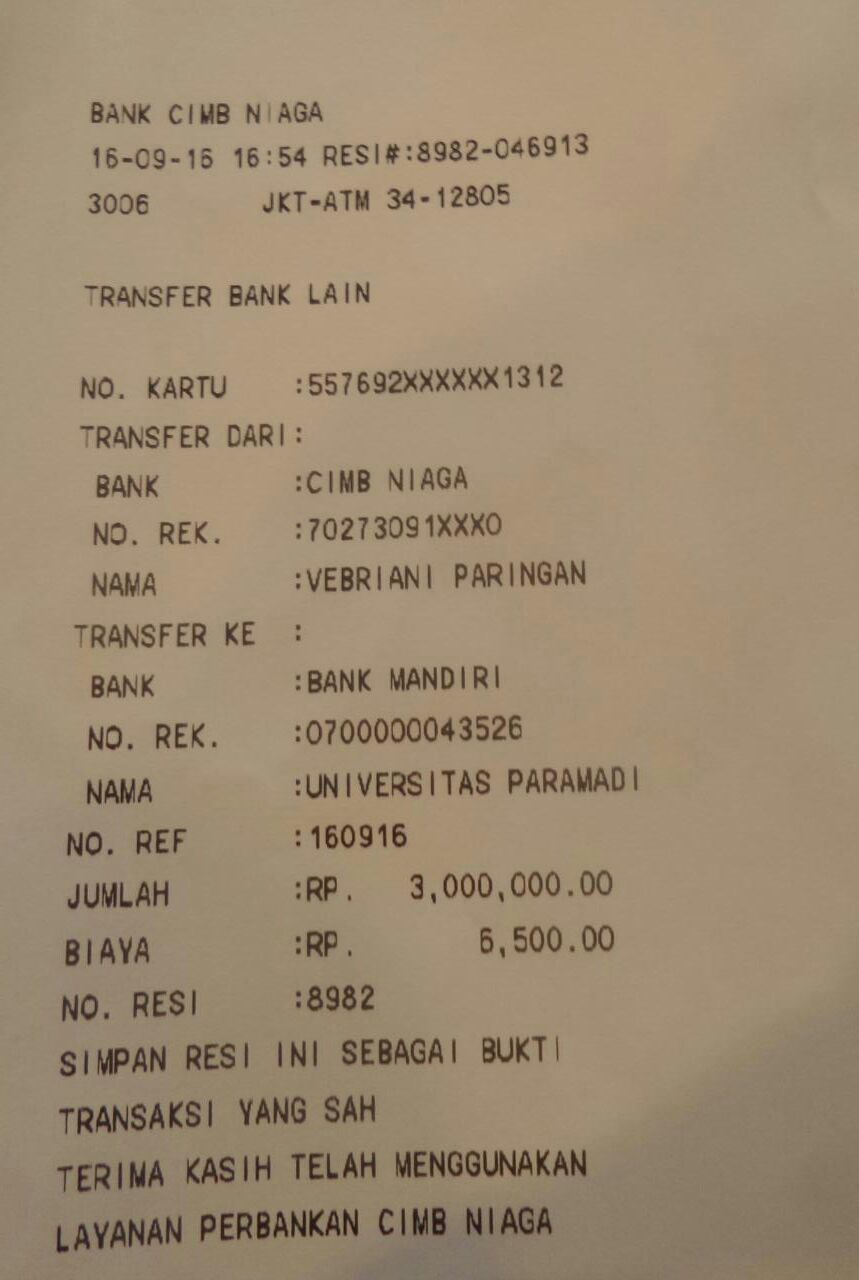 BANK CIMB NIAGA
16-09-16 16:54 RESI#:8982-046913
3006 JKT-ATM 34-12805
TRANSFER BANK LAIN
NO. KARTU :557692XXXXXX1312
TRANSFER DARI:
BANK :CIMB NIAGA
NO. REK. :70273091XXX0
NAMA :VEBRIANI PARINGAN
TRANSFER KE :
BANK :BANK MANDIRI
NO. REK. :0700000043526
NAMA :UNIVERSITAS PARAMADI
NO. REF :160916
JUMLAH :RP. 3,000,000.00
BIAYA :RP. 6,500.00
NO. RESI :8982
SIMPAN RESI INI SEBAGAI BUKTI
TRANSAKSI YANG SAH
TERIMA KASIH TELAH MENGGUNAKAN
LAYANAN PERBANKAN CIMB NIAGA